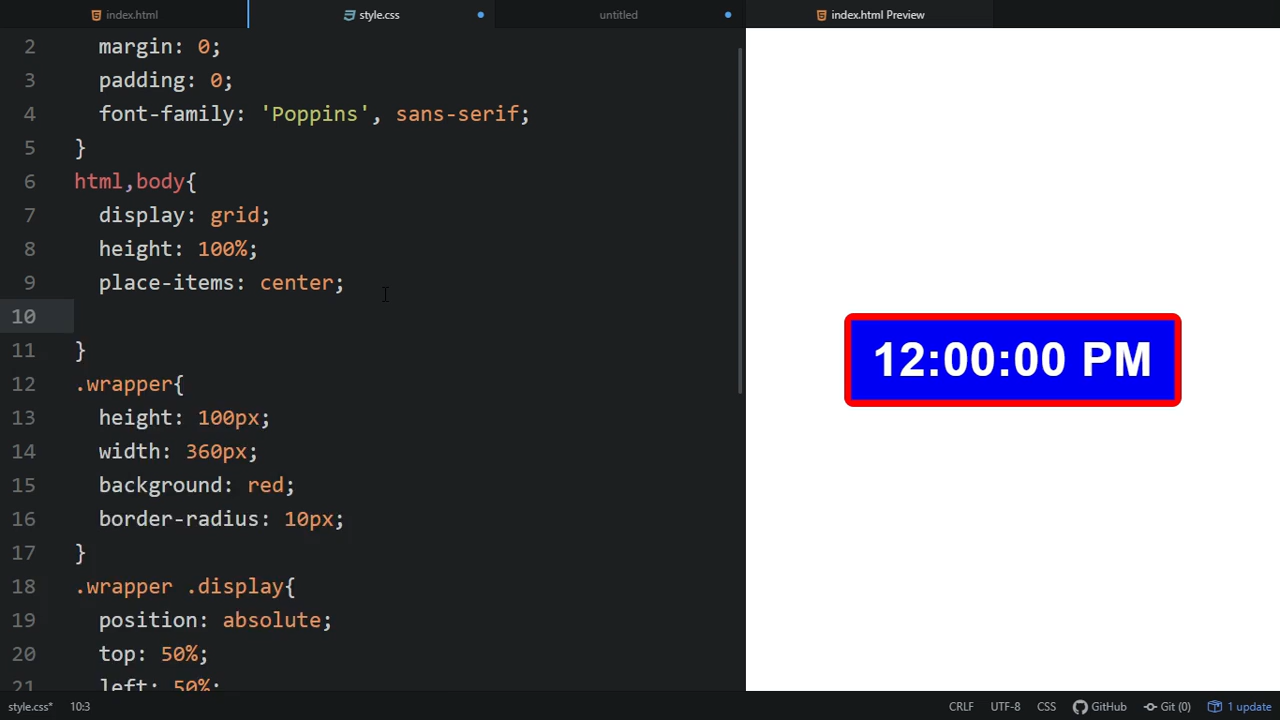 index.html
style.css
untitled
index.html Preview
2 margin: 0;
3 padding: 0;
4 font-family: 'Poppins', sans-serif;
5 }
6 html,body{
7 display: grid;
8 height: 100%;
9 place-items: center;
10
11 }
12 .wrapper{
13 height: 100px;
14 width: 360px;
15 background: red;
16 border-radius: 10px;
17 }
18 .wrapper .display{
19 position: absolute;
20 top: 50%;
21 left: 50%;
12:00:00 PM
style.css* 10:3
CRLF UTF-8 CSS GitHub Git (0) 1 update